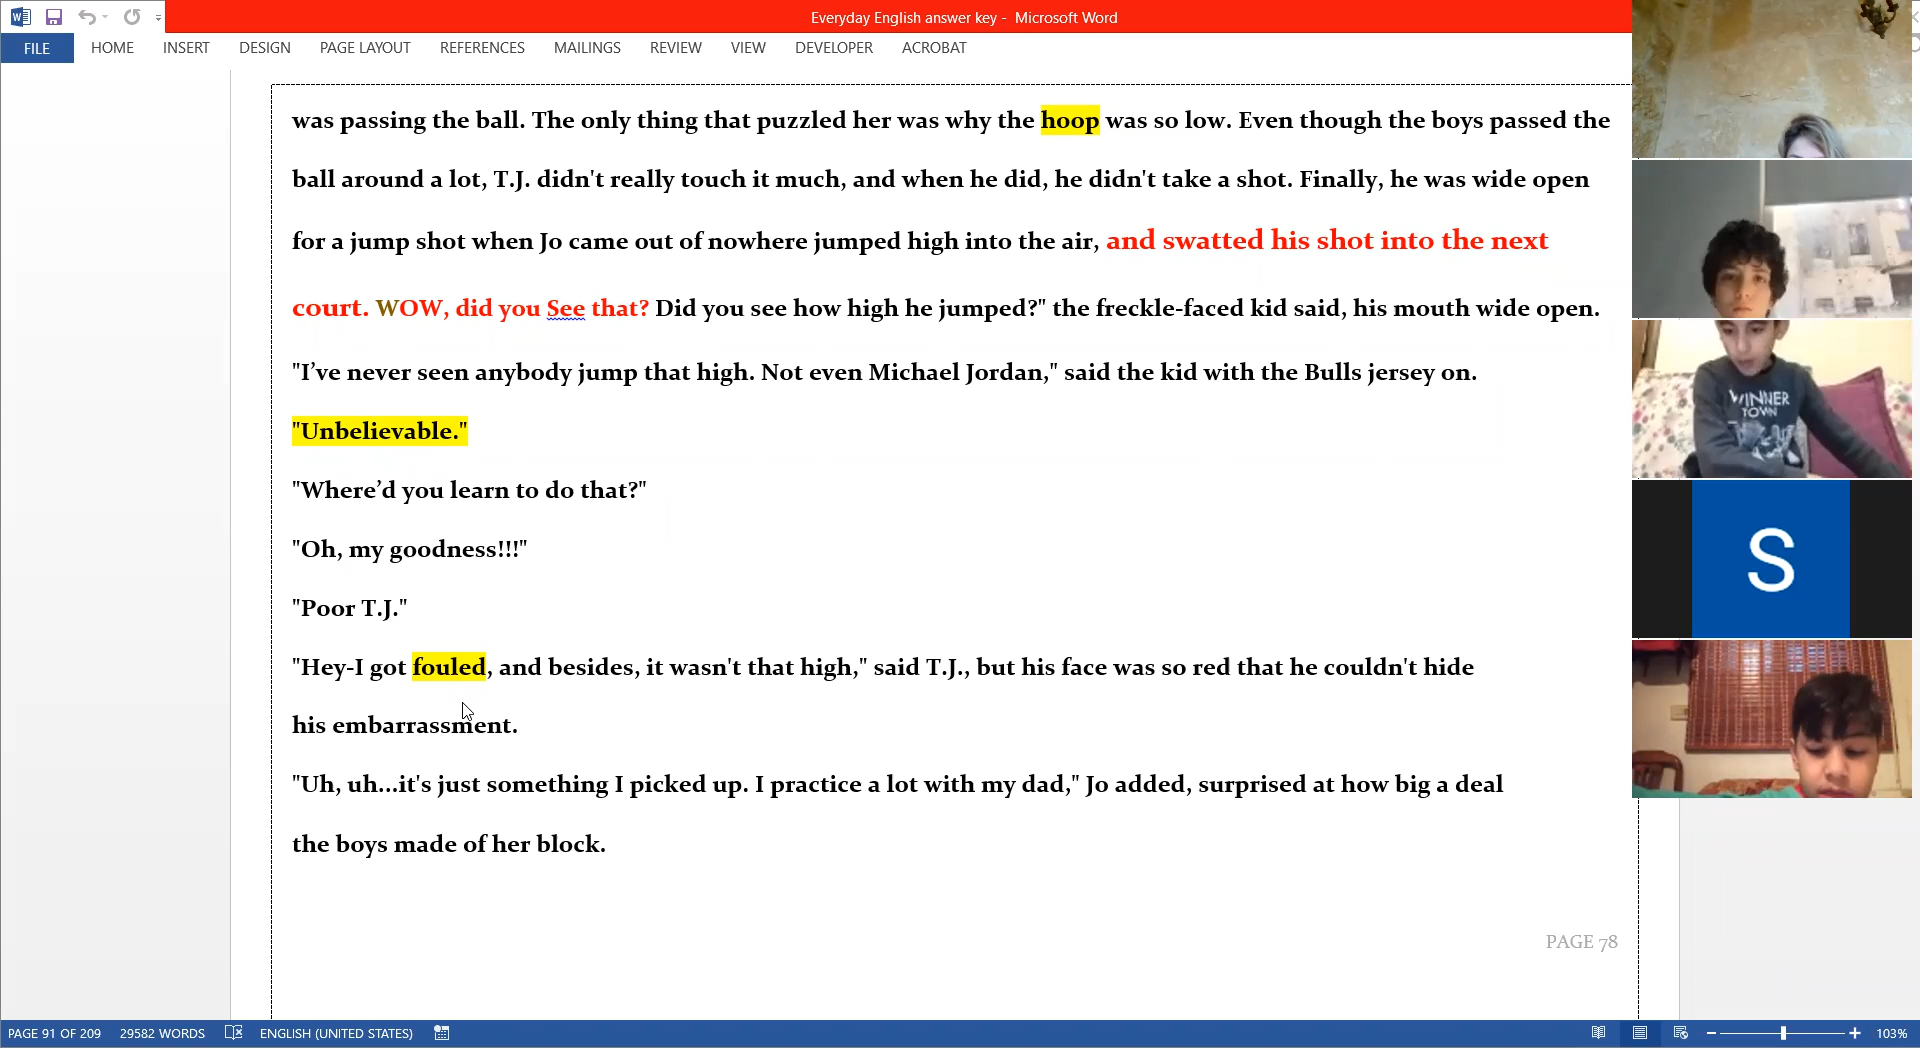 Everyday English answer key - Microsoft Word
FILE HOME INSERT DESIGN PAGE LAYOUT REFERENCES MAILINGS REVIEW VIEW DEVELOPER ACROBAT
was passing the ball. The only thing that puzzled her was why the hoop was so low. Even though the boys passed the
ball around a lot, T.J. didn't really touch it much, and when he did, he didn't take a shot. Finally, he was wide open
for a jump shot when Jo came out of nowhere jumped high into the air, and swatted his shot into the next
court. WOW, did you See that? Did you see how high he jumped?" the freckle-faced kid said, his mouth wide open.
"I’ve never seen anybody jump that high. Not even Michael Jordan," said the kid with the Bulls jersey on.
"Unbelievable."
"Where’d you learn to do that?"
"Oh, my goodness!!!"
"Poor T.J."
"Hey-I got fouled, and besides, it wasn't that high," said T.J., but his face was so red that he couldn't hide
his embarrassment.
"Uh, uh...it's just something I picked up. I practice a lot with my dad," Jo added, surprised at how big a deal
the boys made of her block.
PAGE 78
WINNER
TOWN
S
PAGE 91 OF 209 29582 WORDS ENGLISH (UNITED STATES) 103%